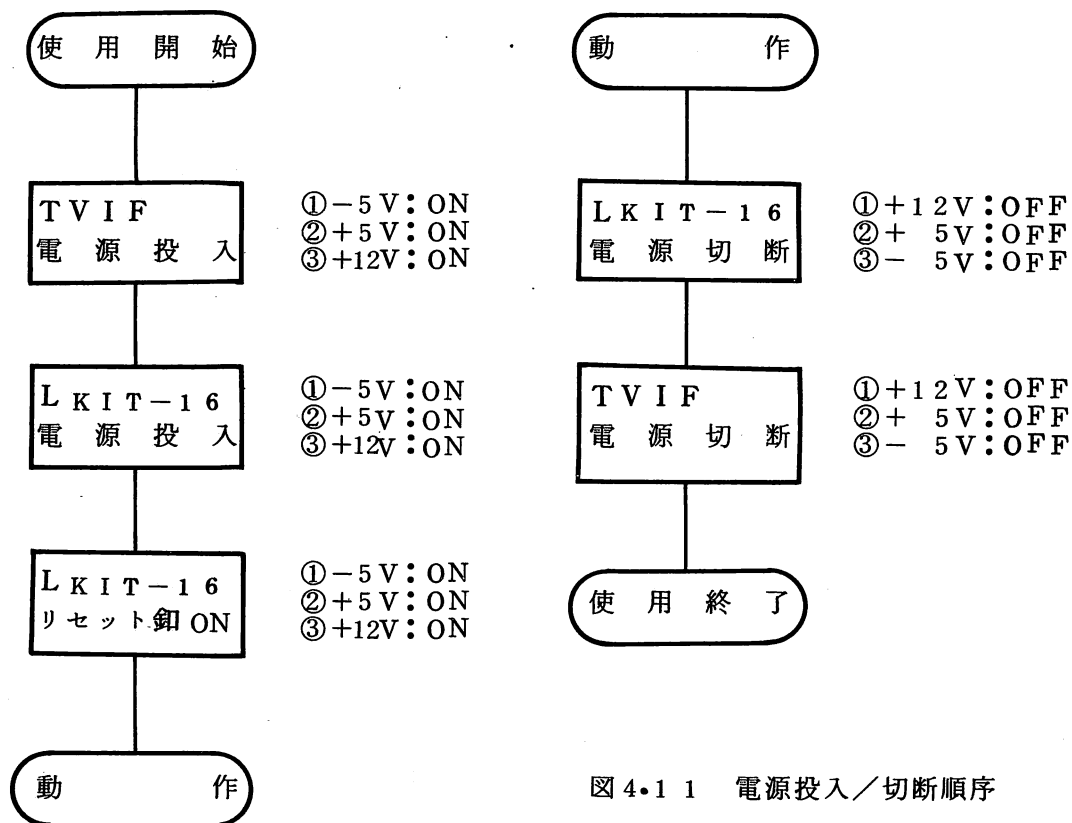 使用開始
TVIF
電源投入
①−5V:ON
②+5V:ON
③+12V:ON
LKIT−16
電源投入
①−5V:ON
②+5V:ON
③+12V:ON
LKIT−16
リセット釦ON
①−5V:ON
②+5V:ON
③+12V:ON
動作
動作
LKIT−16
電源切断
①+12V:OFF
②+ 5V:OFF
③− 5V:OFF
TVIF
電源切断
①+12V:OFF
②+ 5V:OFF
③− 5V:OFF
使用終了
図4・11 電源投入/切断順序